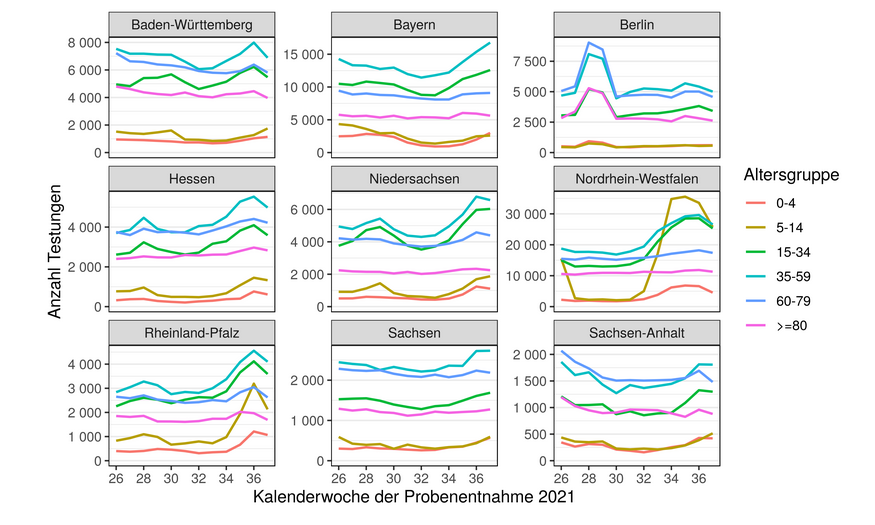 Baden-Württemberg
Bayern
Berlin
8 000
6 000
4 000
2 000
0
15 000
10 000
5 000
0
7 500
5 000
2 500
0
Hessen
Niedersachsen
Nordrhein-Westfalen
4 000
2 000
0
6 000
4 000
2 000
0
30 000
20 000
10 000
0
Rheinland-Pfalz
Sachsen
Sachsen-Anhalt
4 000
3 000
2 000
1 000
0
2 000
1 000
0
2 000
1 500
1 000
500
0
26 28 30 32 34 36
26 28 30 32 34 36
26 28 30 32 34 36
Kalenderwoche der Probenentnahme 2021
Anzahl Testungen
Altersgruppe
0-4
5-14
15-34
35-59
60-79
>=80